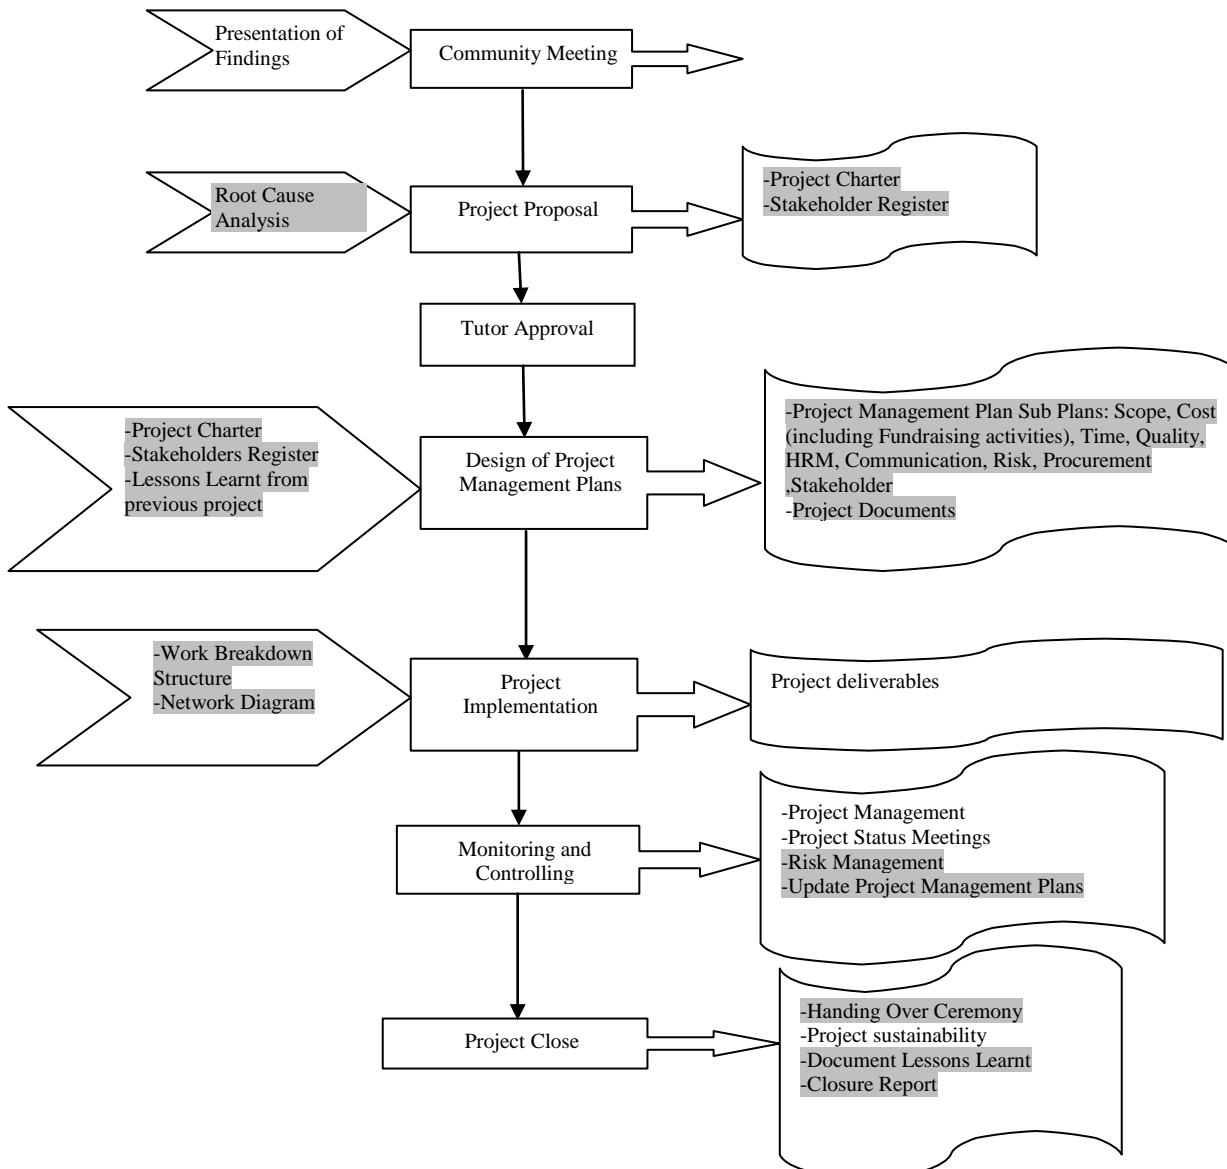 Presentation of
Findings
Community Meeting
Root Cause
Analysis
Project Proposal
-Project Charter
-Stakeholder Register
Tutor Approval
-Project Charter
-Stakeholders Register
-Lessons Learnt from
previous project
Design of Project
Management Plans
-Project Management Plan Sub Plans: Scope, Cost
(including Fundraising activities), Time, Quality,
HRM, Communication, Risk, Procurement
,Stakeholder
-Project Documents
-Work Breakdown
Structure
-Network Diagram
Project
Implementation
Project deliverables
Monitoring and
Controlling
-Project Management
-Project Status Meetings
-Risk Management
-Update Project Management Plans
Project Close
-Handing Over Ceremony
-Project sustainability
-Document Lessons Learnt
-Closure Report